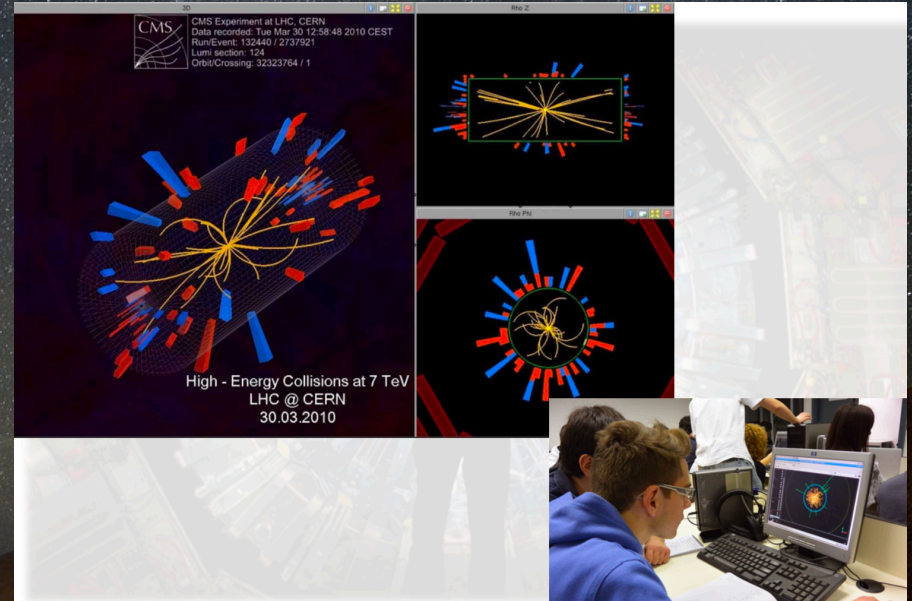 3D
CMS
CMS Experiment at LHC, CERN
Data recorded: Tue Mar 30 12:58:48 2010 CEST
Run/Event: 132440 / 2737921
Lumi section: 124
Orbit/Crossing: 32323764 / 1
High - Energy Collisions at 7 TeV
LHC @ CERN
30.03.2010
Rho Z
Rho Phi